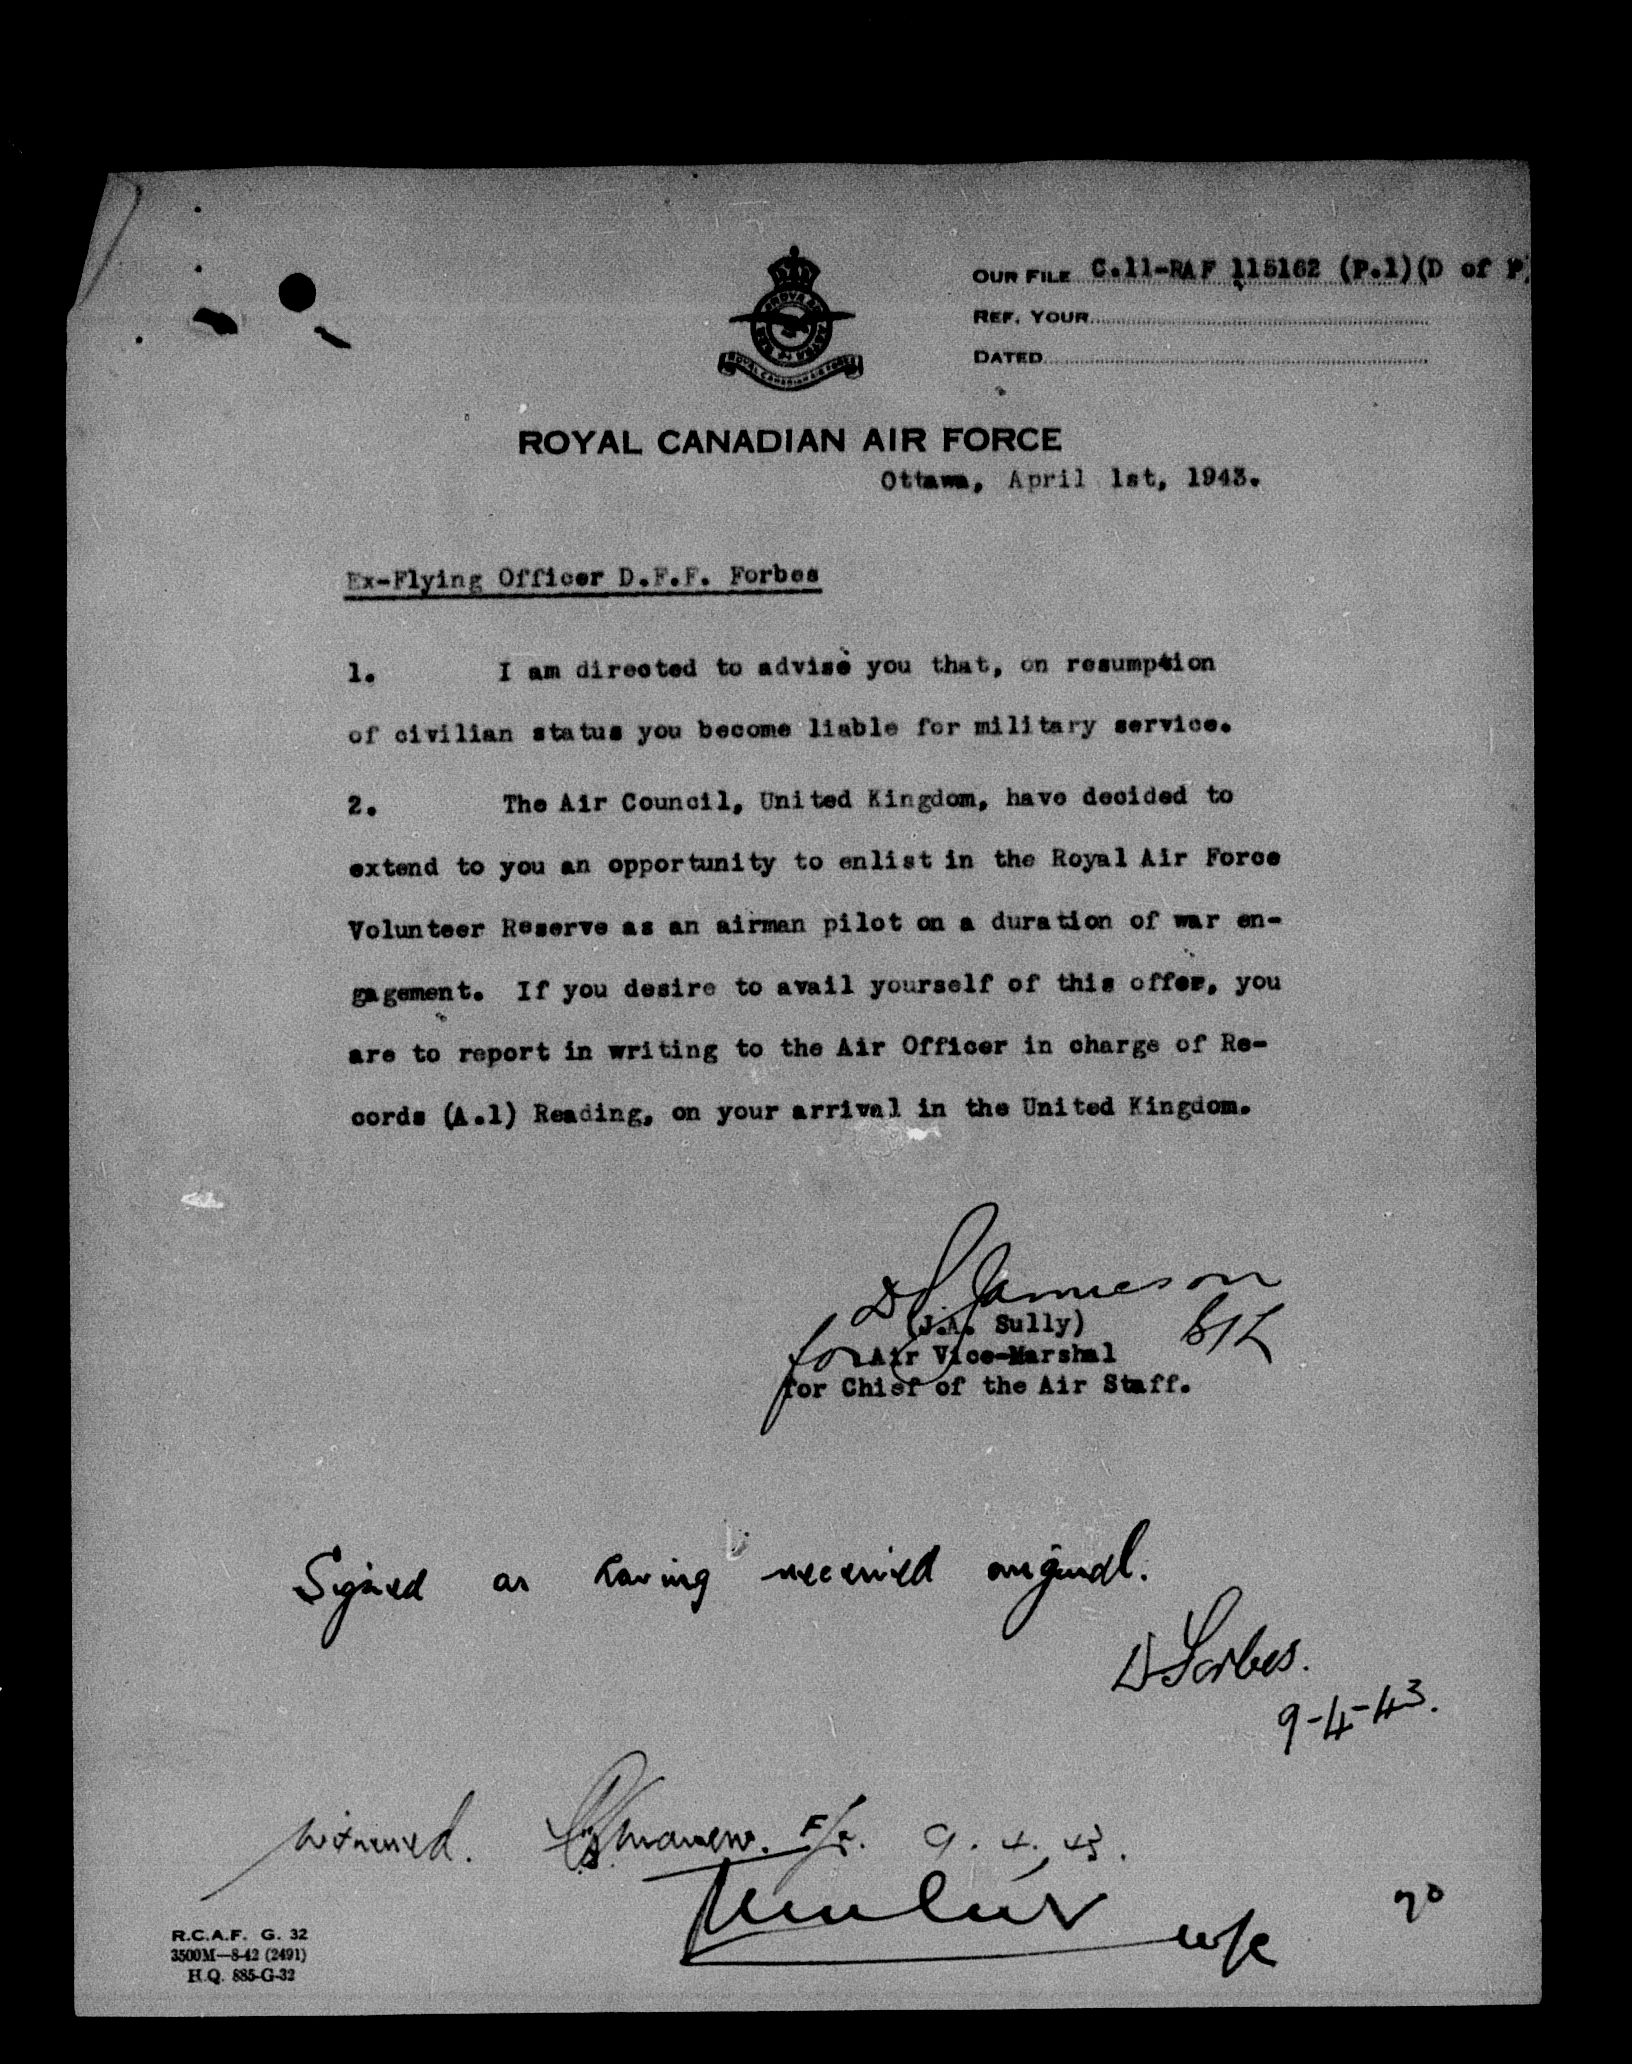 OUR FILE C.11-RAF 115162 (P.1)(D of P)
REF. YOUR
DATED
ROYAL CANADIAN AIR FORCE
ROYAL CANADIAN AIR FORCE
Ottawa, April 1st, 1943.
Ex-Flying Officer D.F.F. Forbes
1. I am directed to advise you that, on resumption
of civilian status you become liable for military service.
2. The Air Council, United Kingdom, have decided to
extend to you an opportunity to enlist in the Royal Air Force
Volunteer Reserve as an airman pilot on a duration of war en-
gagement. If you desire to avail yourself of this offer, you
are to report in writing to the Air Officer in charge of Re-
cords (A.1) Reading, on your arrival in the United Kingdom.
D S Jamieson
(J.A. Sully) G/C
for Air Vice-Marshal
for Chief of the Air Staff.
Signed as having received original.
D Forbes.
9-4-43.
Witnessed. F/L. 9.4.43.
W/C
R.C.A.F. G. 32
3500M—8-42 (2491)
H.Q. 885-G-32